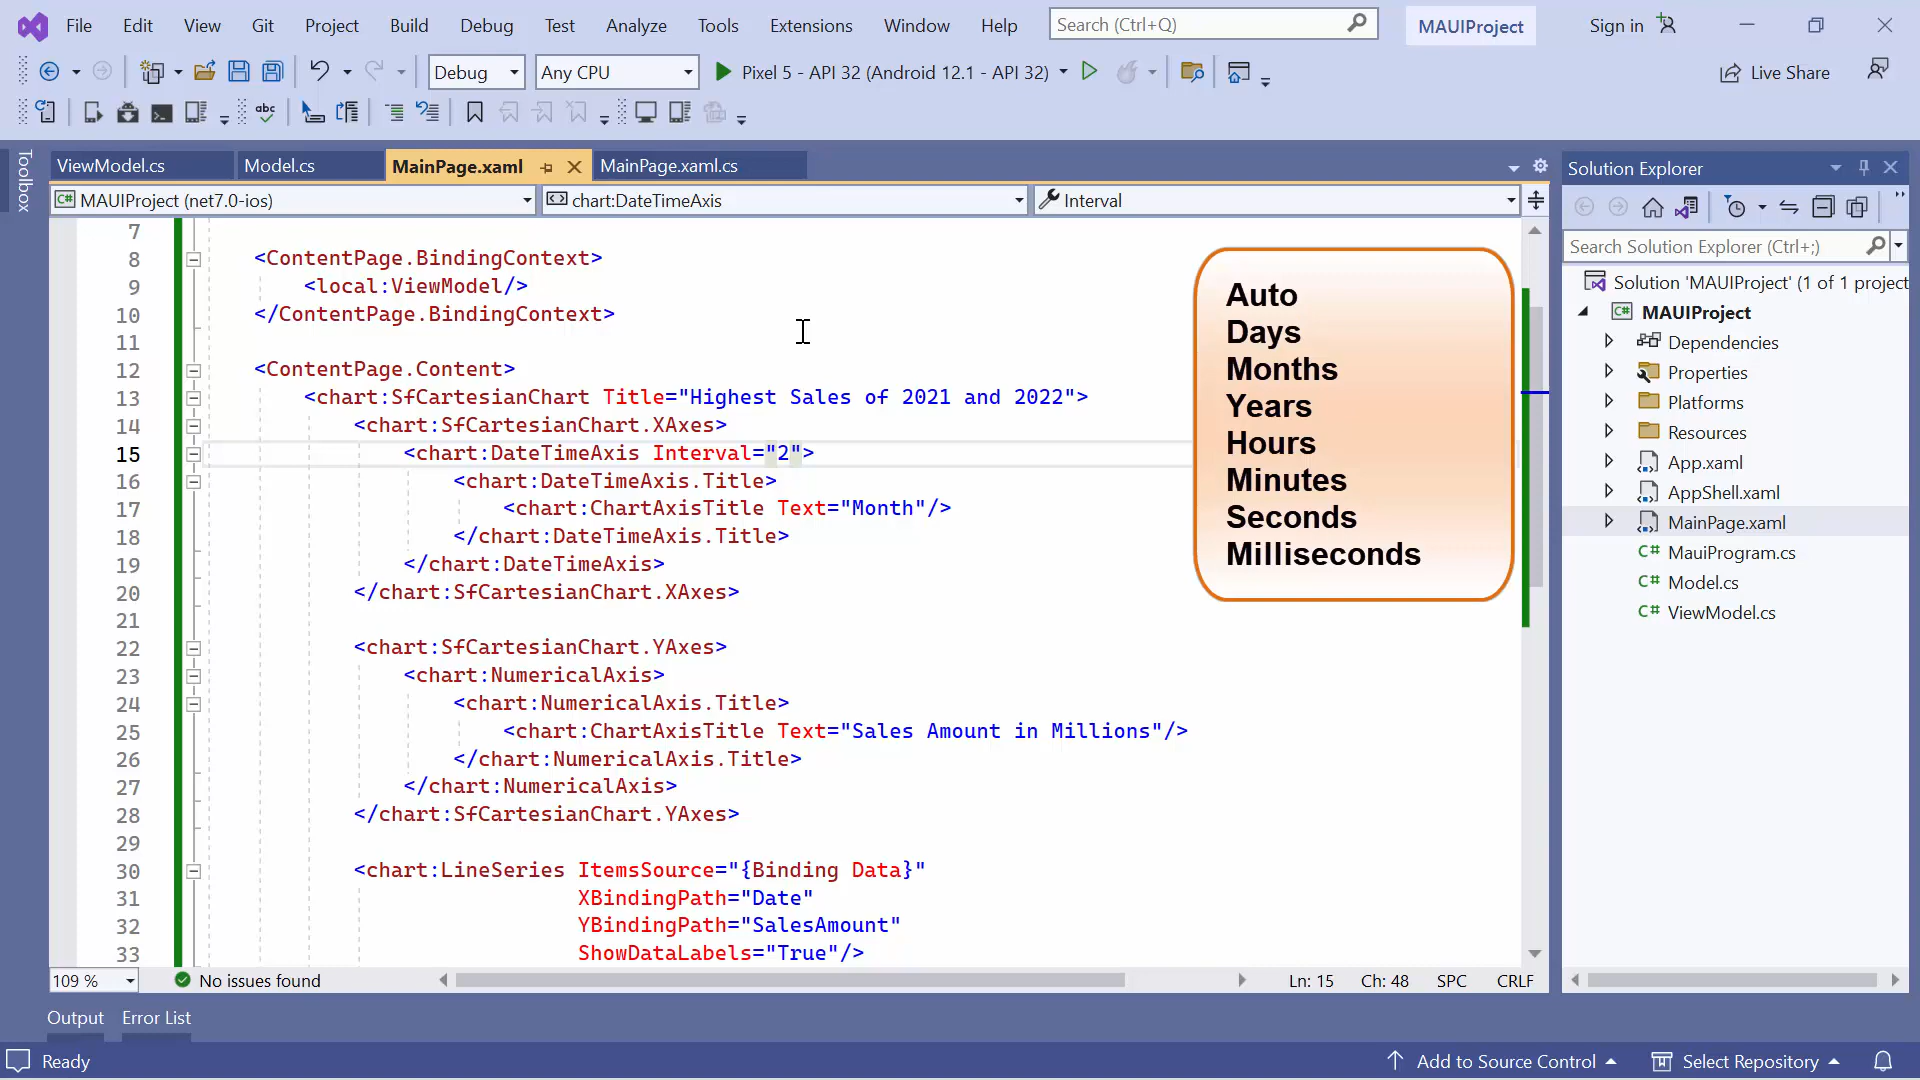 File Edit View Git Project Build Debug Test Analyze Tools Extensions Window Help Search (Ctrl+Q) MAUIProject Sign in
Debug Any CPU Pixel 5 - API 32 (Android 12.1 - API 32) Live Share
abc
Toolbox
ViewModel.cs Model.cs MainPage.xaml MainPage.xaml.cs
MAUIProject (net7.0-ios) chart:DateTimeAxis Interval
7
8 <ContentPage.BindingContext>
9 <local:ViewModel/>
10 </ContentPage.BindingContext>
11
12 <ContentPage.Content>
13 <chart:SfCartesianChart Title="Highest Sales of 2021 and 2022">
14 <chart:SfCartesianChart.XAxes>
15 <chart:DateTimeAxis Interval="2">
16 <chart:DateTimeAxis.Title>
17 <chart:ChartAxisTitle Text="Month"/>
18 </chart:DateTimeAxis.Title>
19 </chart:DateTimeAxis>
20 </chart:SfCartesianChart.XAxes>
21
22 <chart:SfCartesianChart.YAxes>
23 <chart:NumericalAxis>
24 <chart:NumericalAxis.Title>
25 <chart:ChartAxisTitle Text="Sales Amount in Millions"/>
26 </chart:NumericalAxis.Title>
27 </chart:NumericalAxis>
28 </chart:SfCartesianChart.YAxes>
29
30 <chart:LineSeries ItemsSource="{Binding Data}"
31 XBindingPath="Date"
32 YBindingPath="SalesAmount"
33 ShowDataLabels="True"/>
Auto
Days
Months
Years
Hours
Minutes
Seconds
Milliseconds
Solution Explorer
Search Solution Explorer (Ctrl+;)
Solution 'MAUIProject' (1 of 1 project
MAUIProject
Dependencies
Properties
Platforms
Resources
App.xaml
AppShell.xaml
MainPage.xaml
C# MauiProgram.cs
C# Model.cs
C# ViewModel.cs
109 % No issues found Ln: 15 Ch: 48 SPC CRLF
Output Error List
Ready Add to Source Control Select Repository